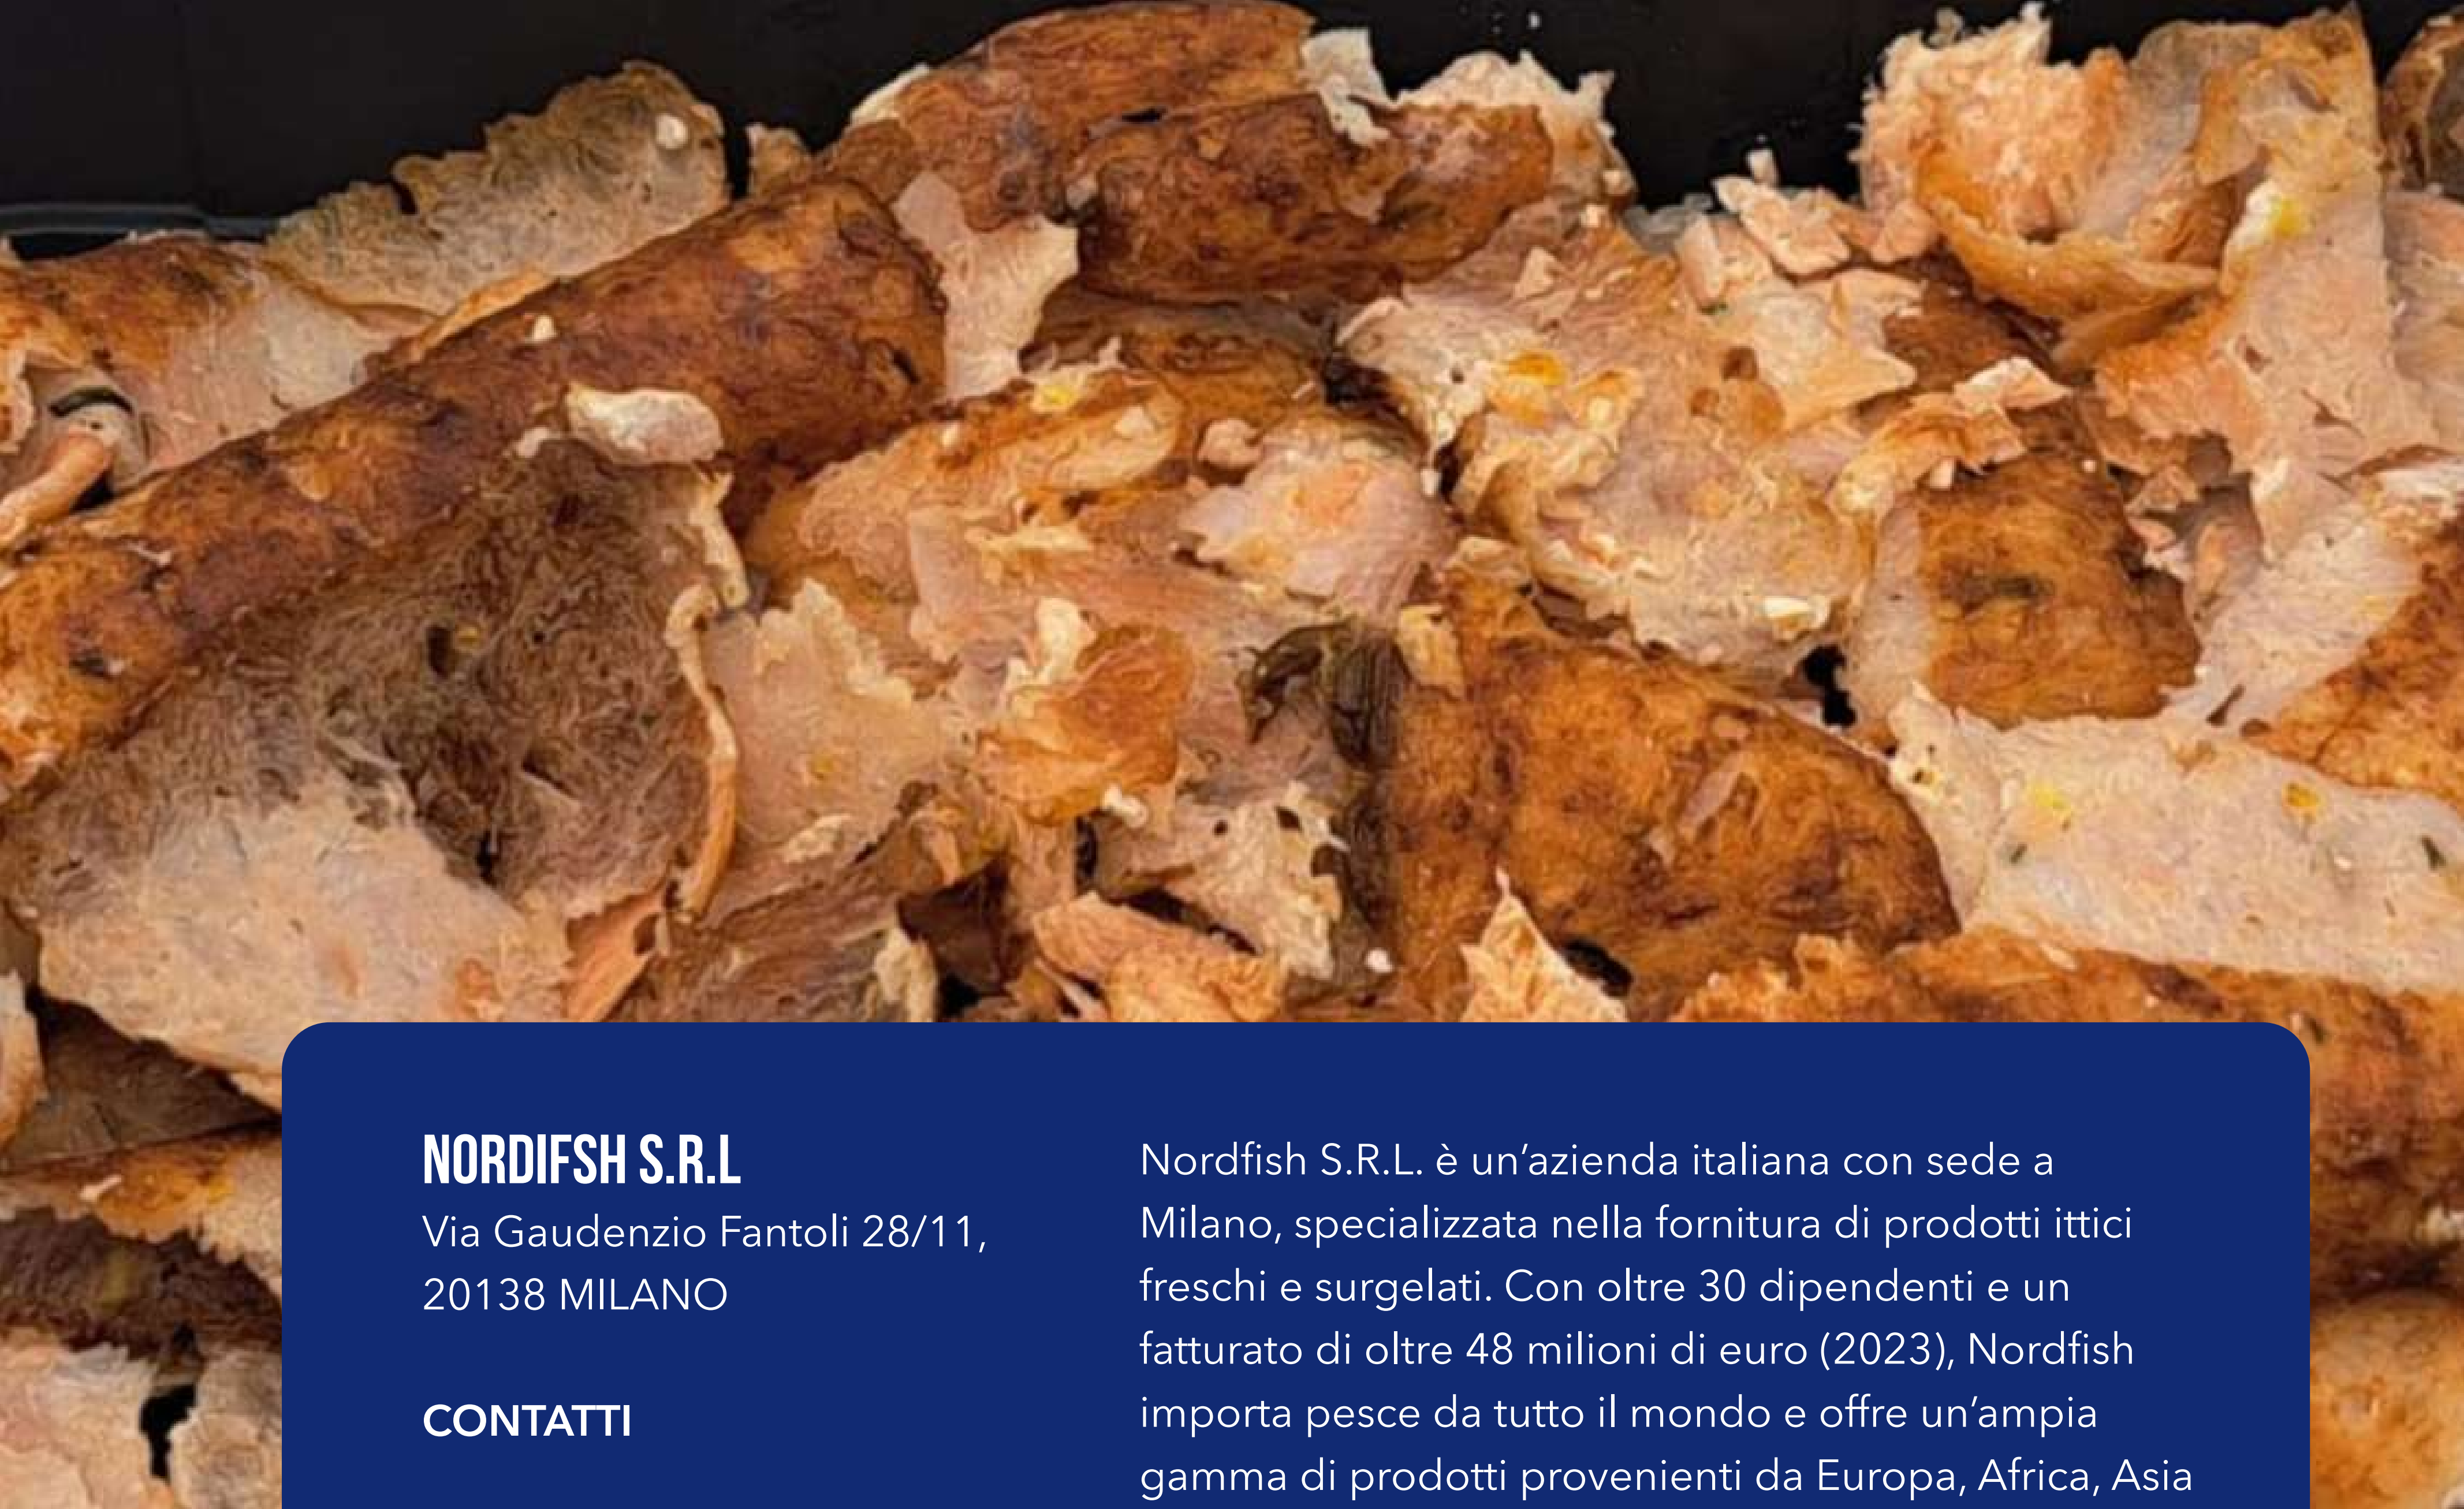 NORDIFSH S.R.L
Via Gaudenzio Fantoli 28/11,
20138 MILANO
CONTATTI
Nordfish S.R.L. è un’azienda italiana con sede a
Milano, specializzata nella fornitura di prodotti ittici
freschi e surgelati. Con oltre 30 dipendenti e un
fatturato di oltre 48 milioni di euro (2023), Nordfish
importa pesce da tutto il mondo e offre un’ampia
gamma di prodotti provenienti da Europa, Africa, Asia